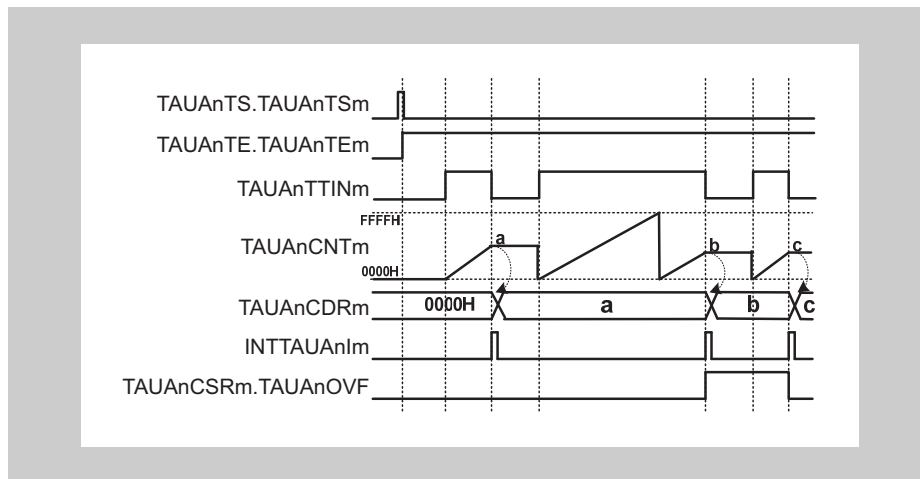 TAUAnTS.TAUAnTSm
TAUAnTE.TAUAnTEm
TAUAnTTINm
FFFFH
TAUAnCNTm
a
b
c
0000H
TAUAnCDRm
0000H
a
b
c
INTTAUAnIm
TAUAnCSRm.TAUAnOVF